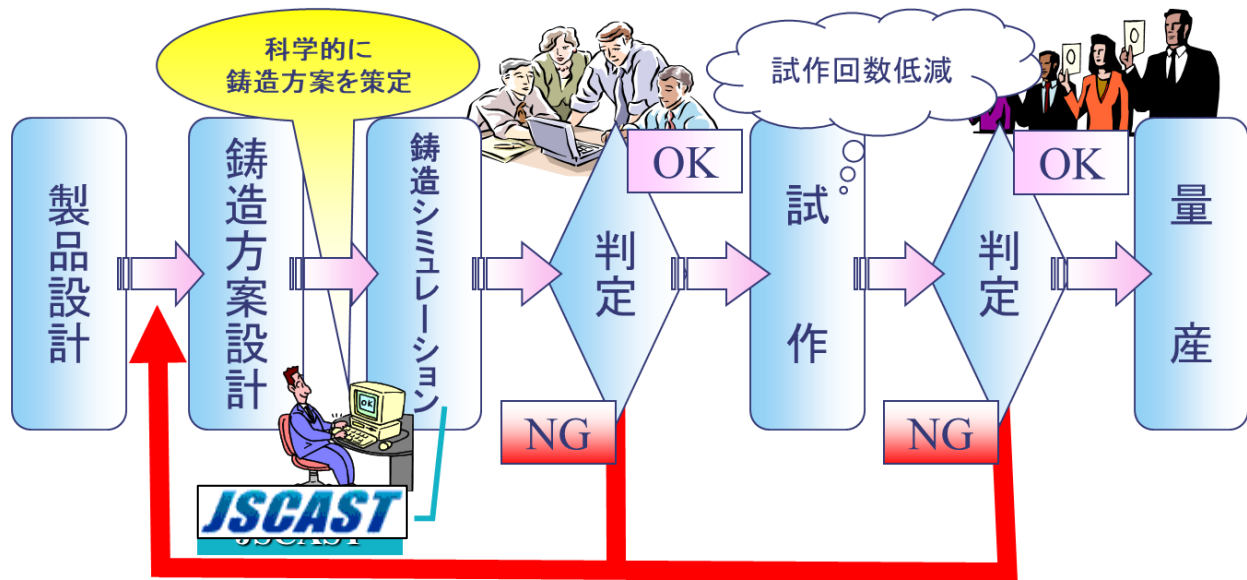 科学的に
鋳造方案を策定
試作回数低減
製品設計
鋳造方案設計
鋳造シミュレーション
判定
OK
NG
試作
判定
OK
NG
量産
OK
JSCAST
JSCAST